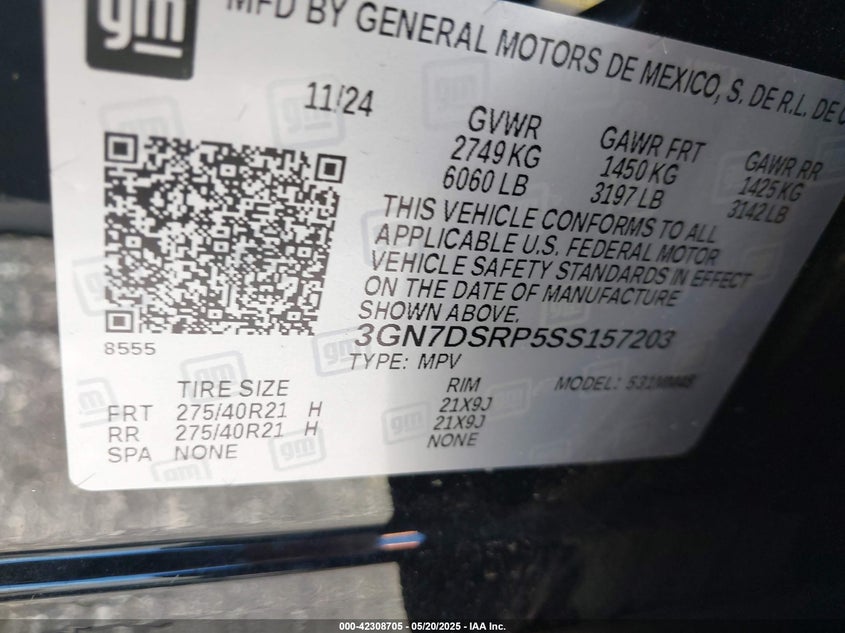 gm
MFD BY GENERAL MOTORS DE MEXICO, S. DE R.L. DE
11/24
GVWR GAWR FRT GAWR RR
2749 KG 1450 KG 1425 KG
6060 LB 3197 LB 3142 LB
THIS VEHICLE CONFORMS TO ALL
APPLICABLE U.S. FEDERAL MOTOR
VEHICLE SAFETY STANDARDS IN EFFECT
ON THE DATE OF MANUFACTURE
SHOWN ABOVE.
3GN7DSRP5SS157203
8555
TYPE: MPV
TIRE SIZE RIM MODEL:
FRT 275/40R21 H 21X9J
RR 275/40R21 H 21X9J
SPA NONE NONE
000-42308705 - 05/20/2025 - IAA Inc.